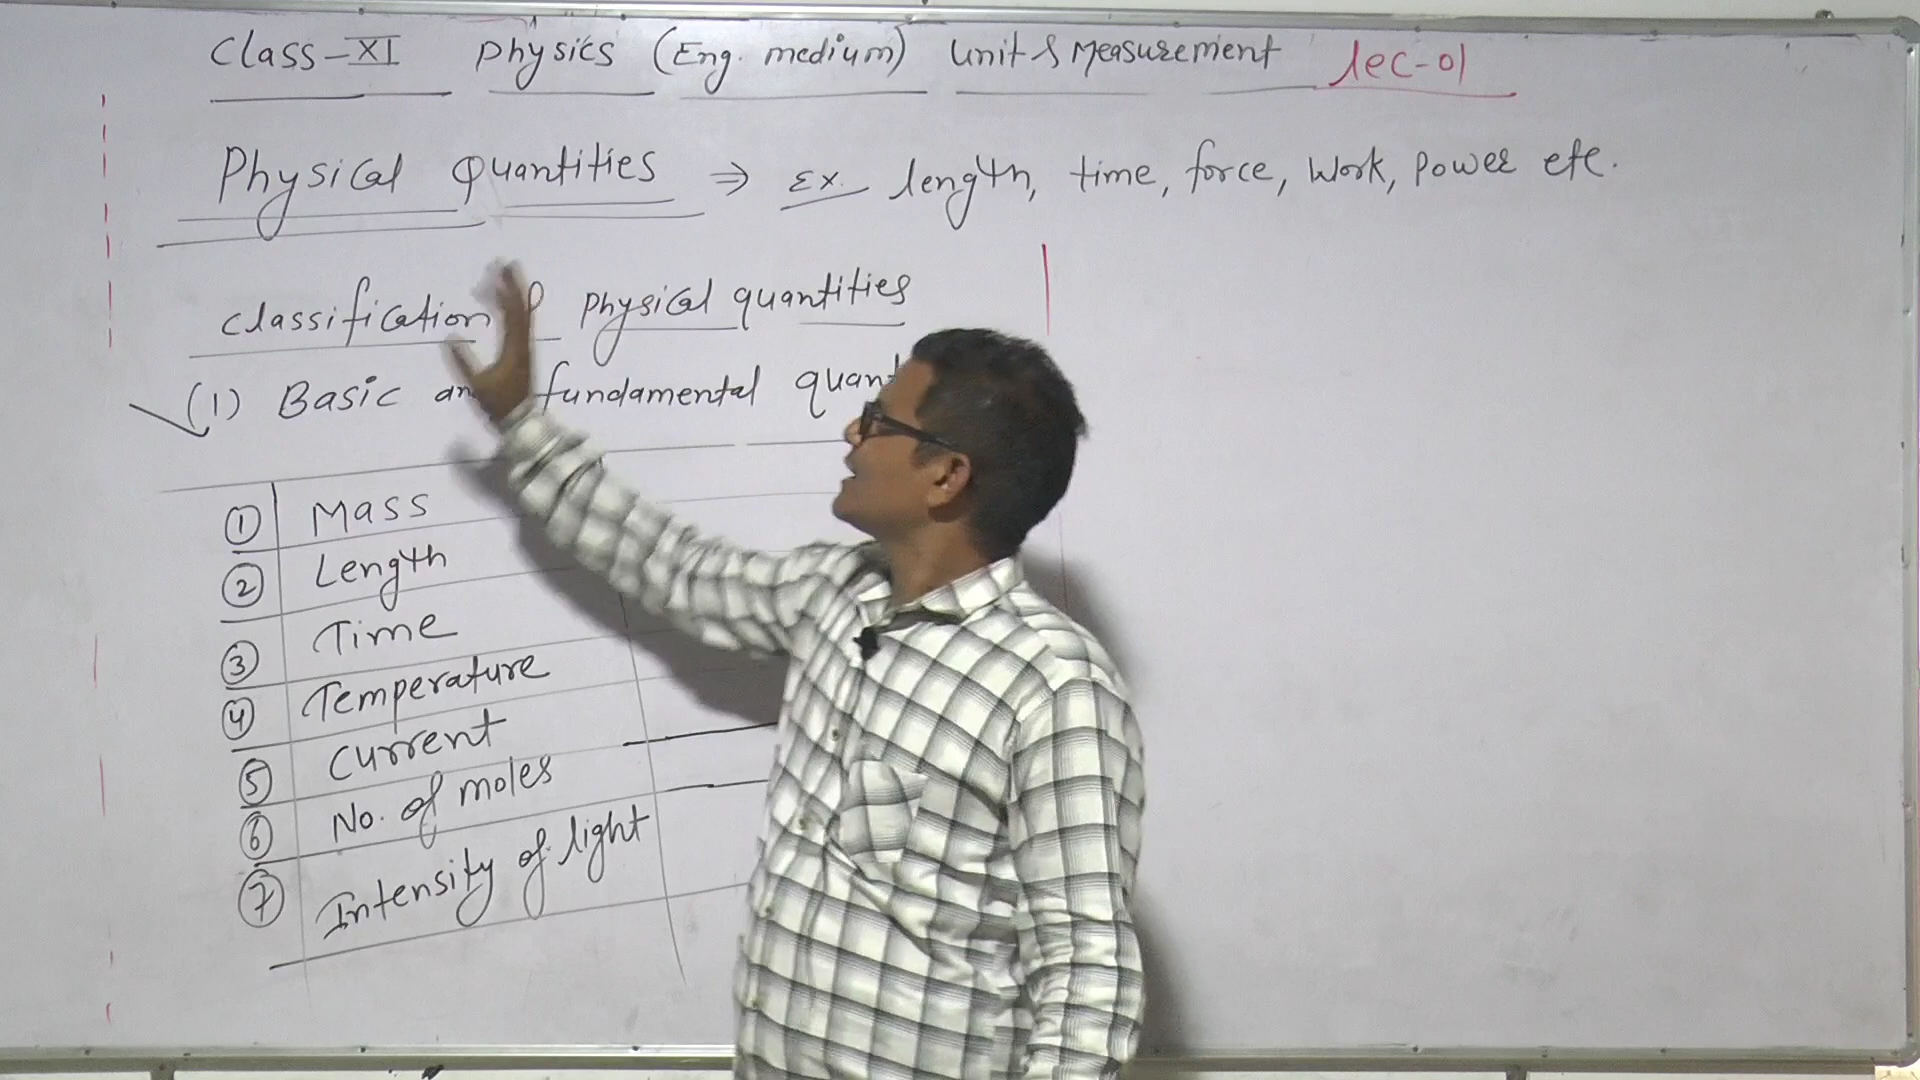 Class-XI Physics (Eng. medium) Unit & Measurement Lec-01
Physical Quantities ⇒ Ex. length, time, force, Work, Power etc.
Classification physical quantities
(1) Basic fundamental
① Mass
② Length
③ Time
④ Temperature
⑤ Current
⑥ No. of moles
⑦ Intensity of light